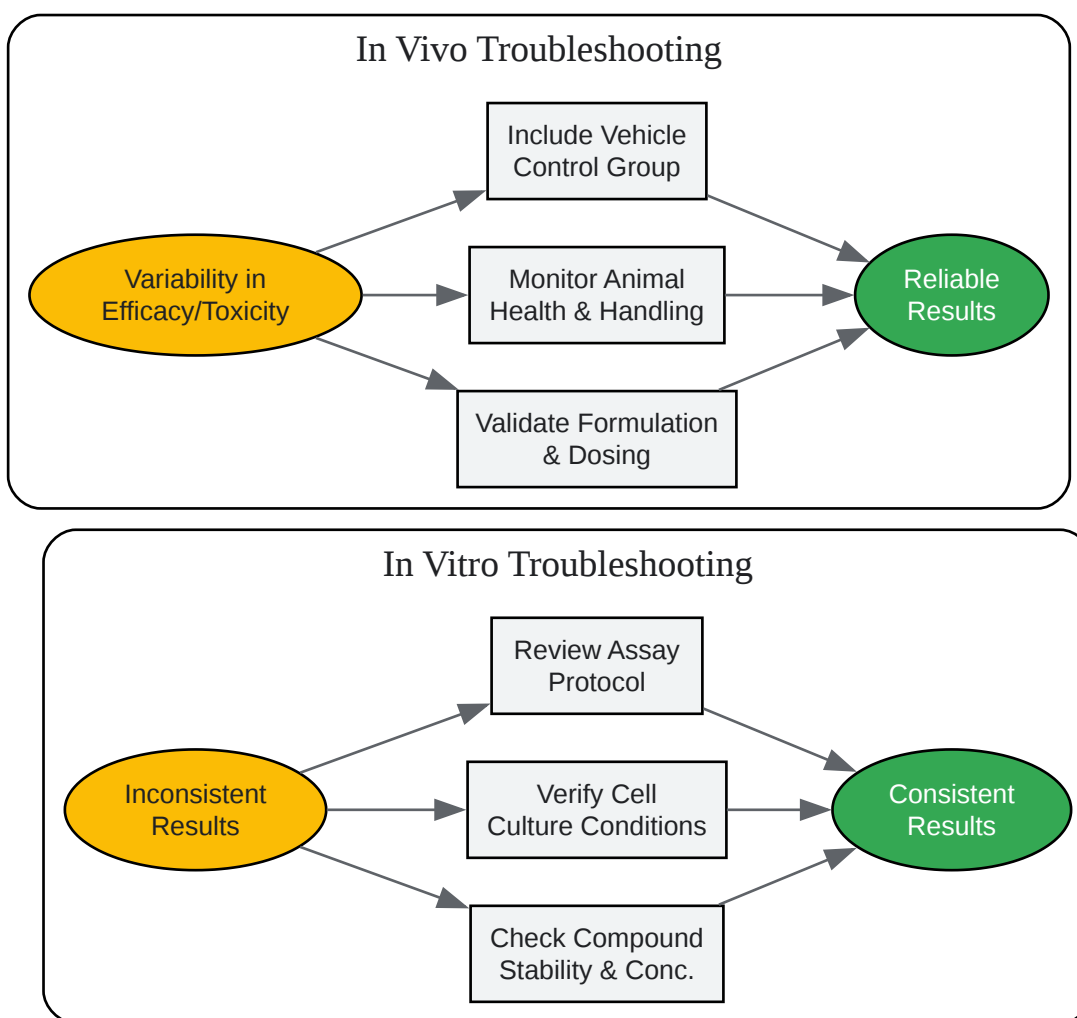 In Vivo Troubleshooting
Include Vehicle
Control Group
Variability in
Efficacy/Toxicity
Monitor Animal
Health & Handling
Reliable
Results
Validate Formulation
& Dosing
In Vitro Troubleshooting
Review Assay
Protocol
Inconsistent
Results
Verify Cell
Culture Conditions
Consistent
Results
Check Compound
Stability & Conc.